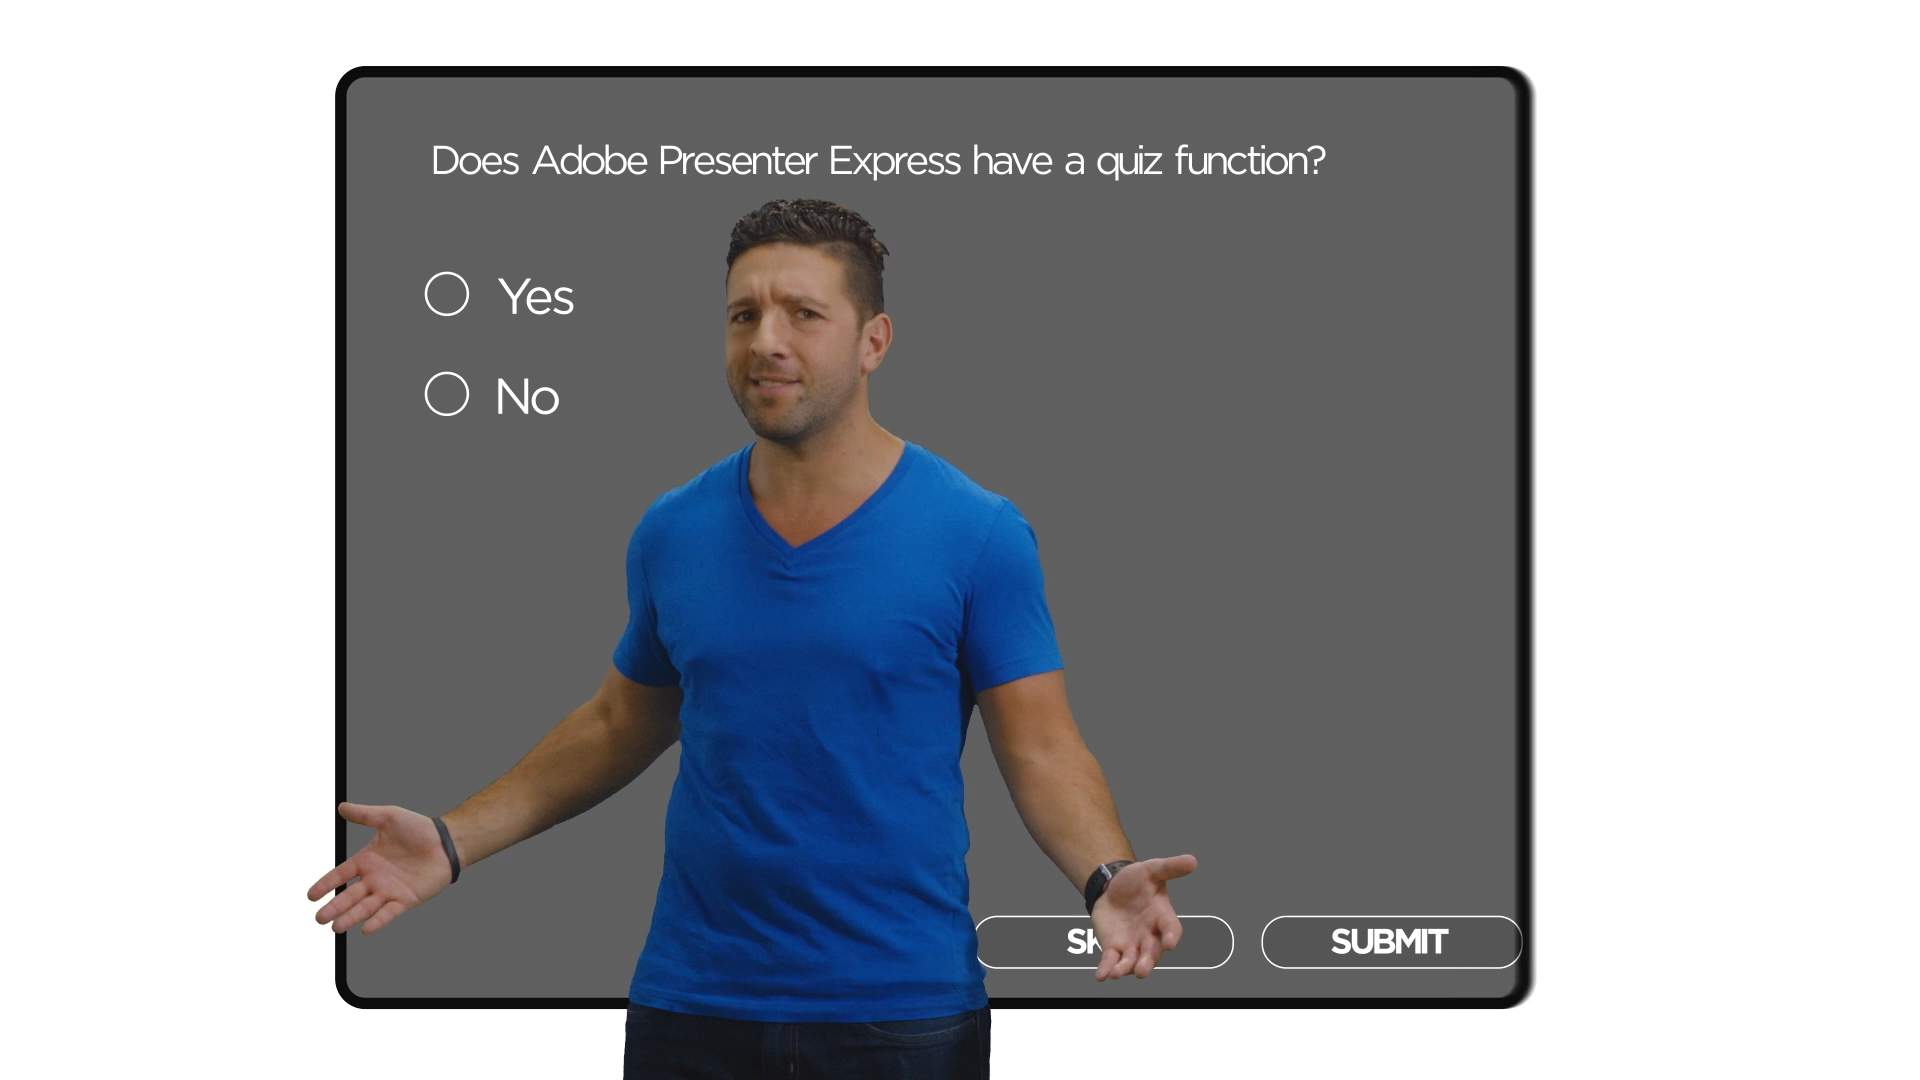 Does Adobe Presenter Express have a quiz function?
Yes
No
SUBMIT